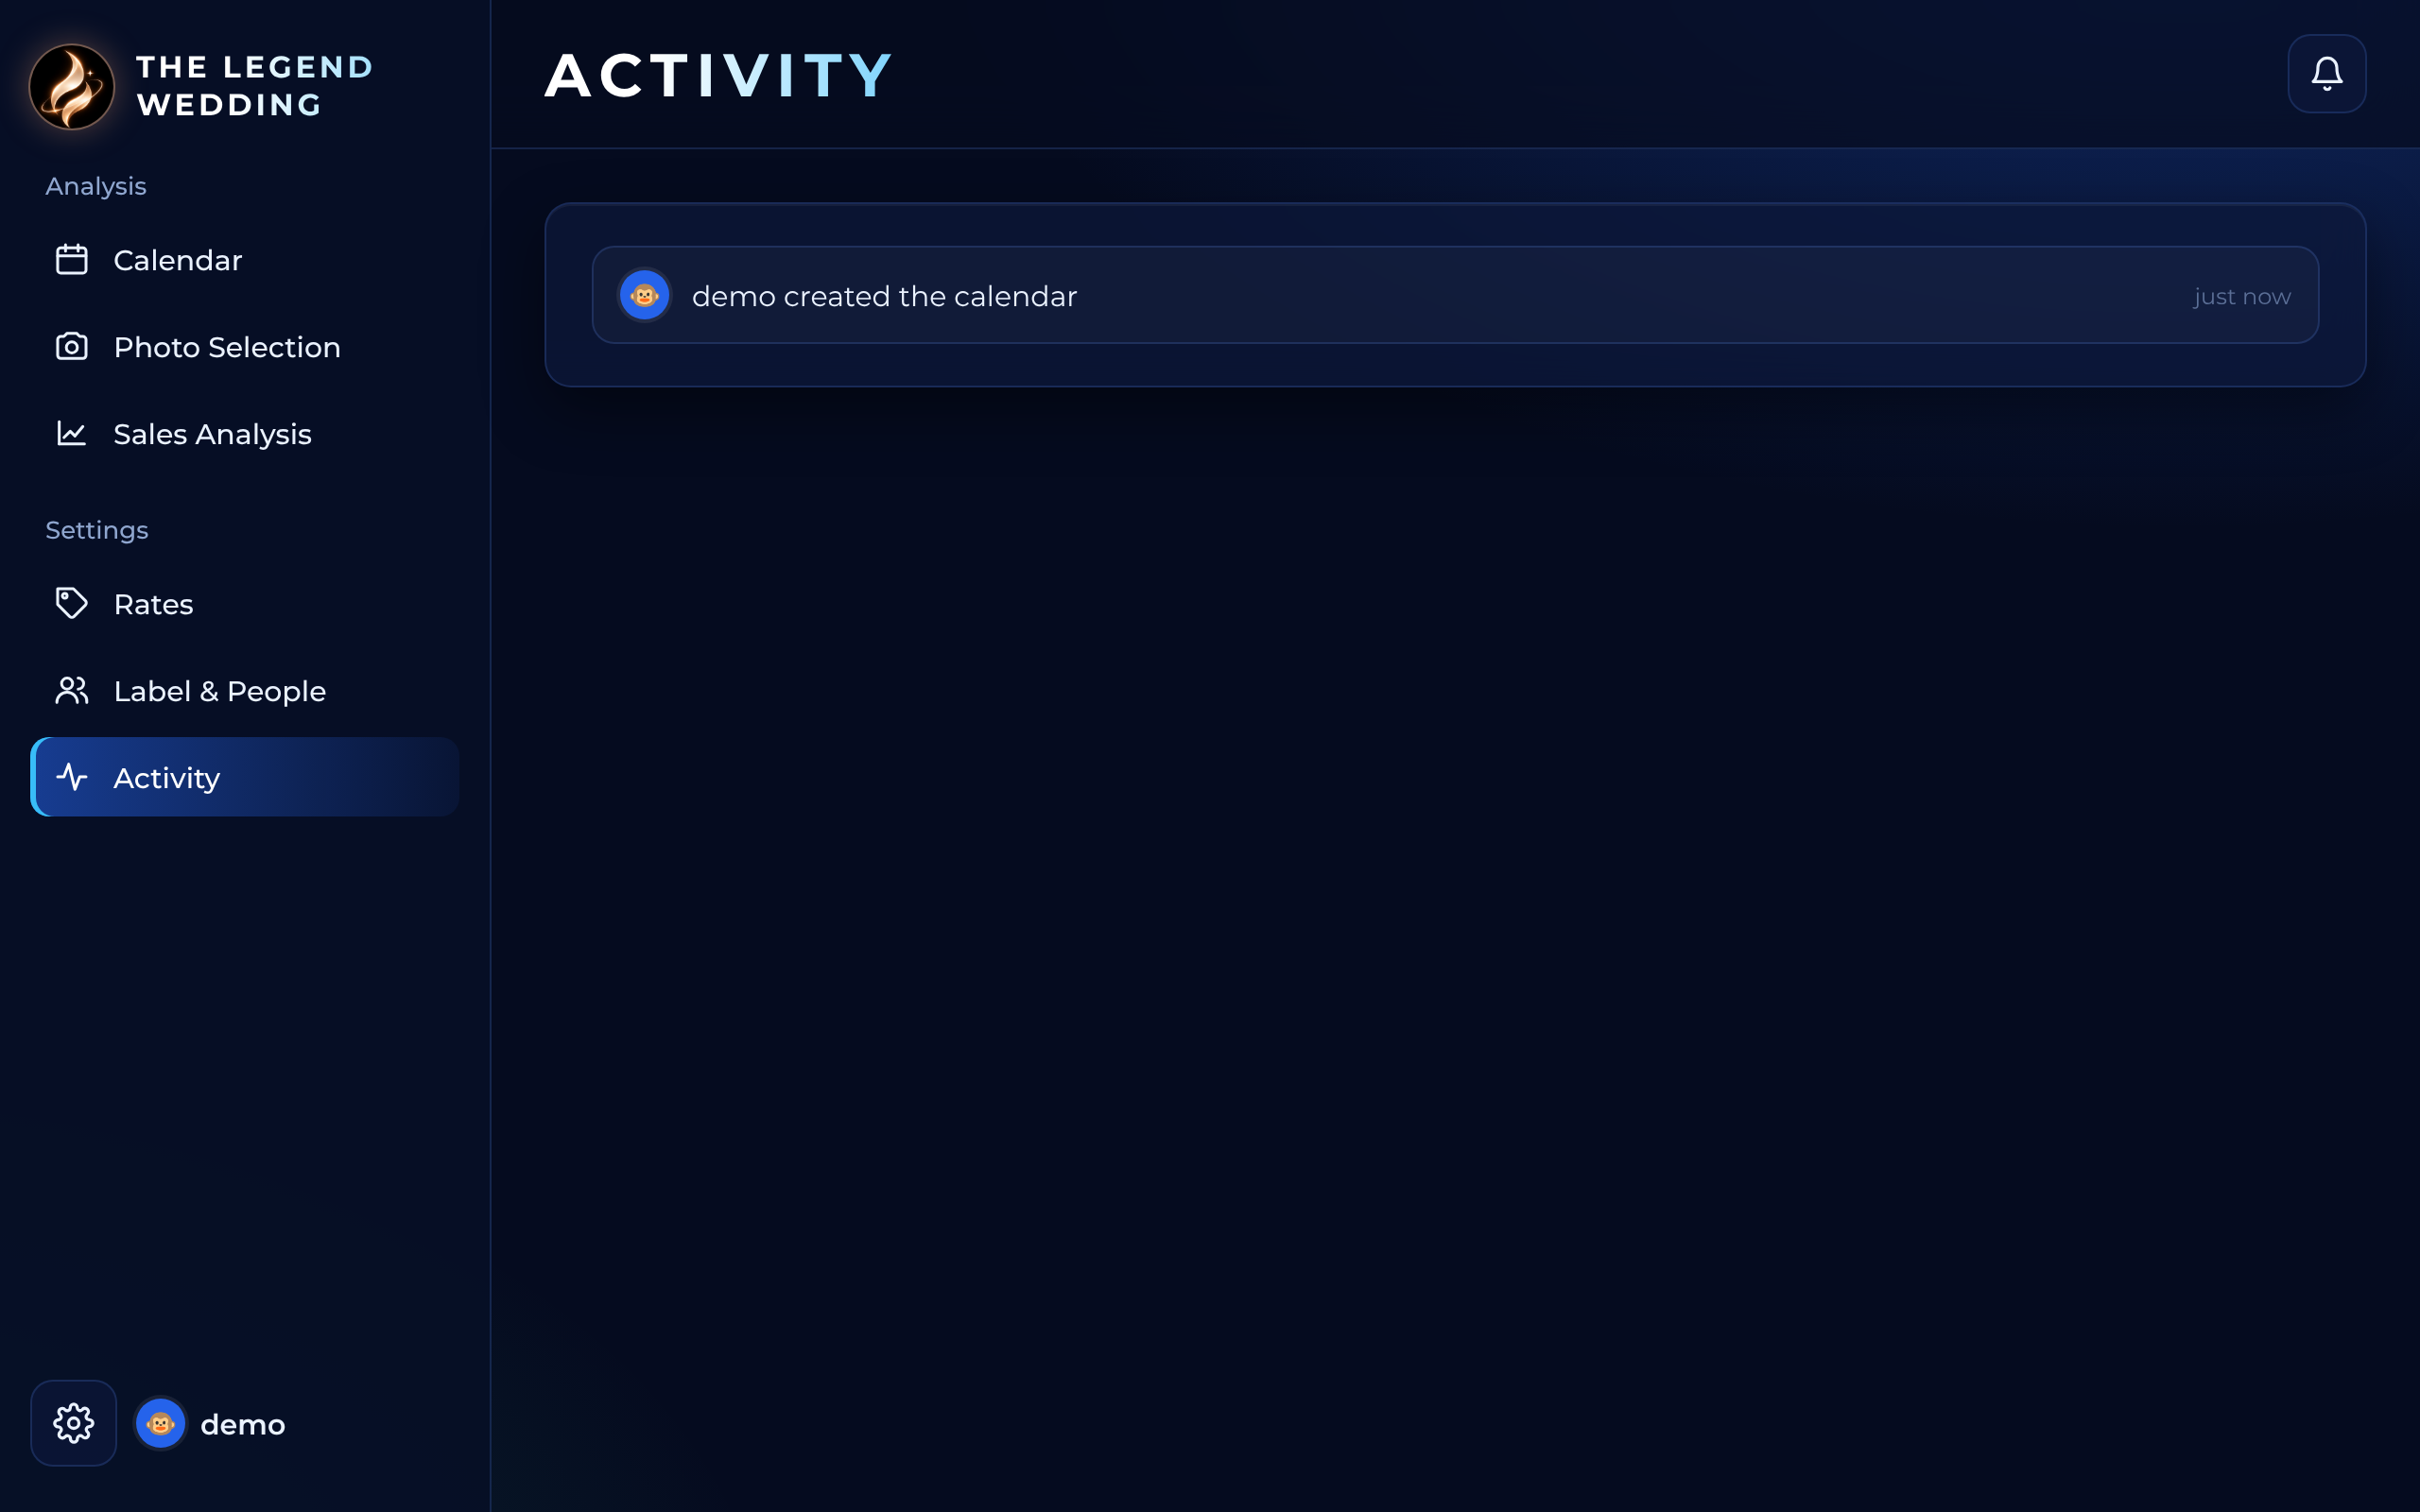 THE LEGEND
WEDDING
Analysis
Calendar
Photo Selection
Sales Analysis
Settings
Rates
Label & People
Activity
demo
ACTIVITY
demo created the calendar
just now